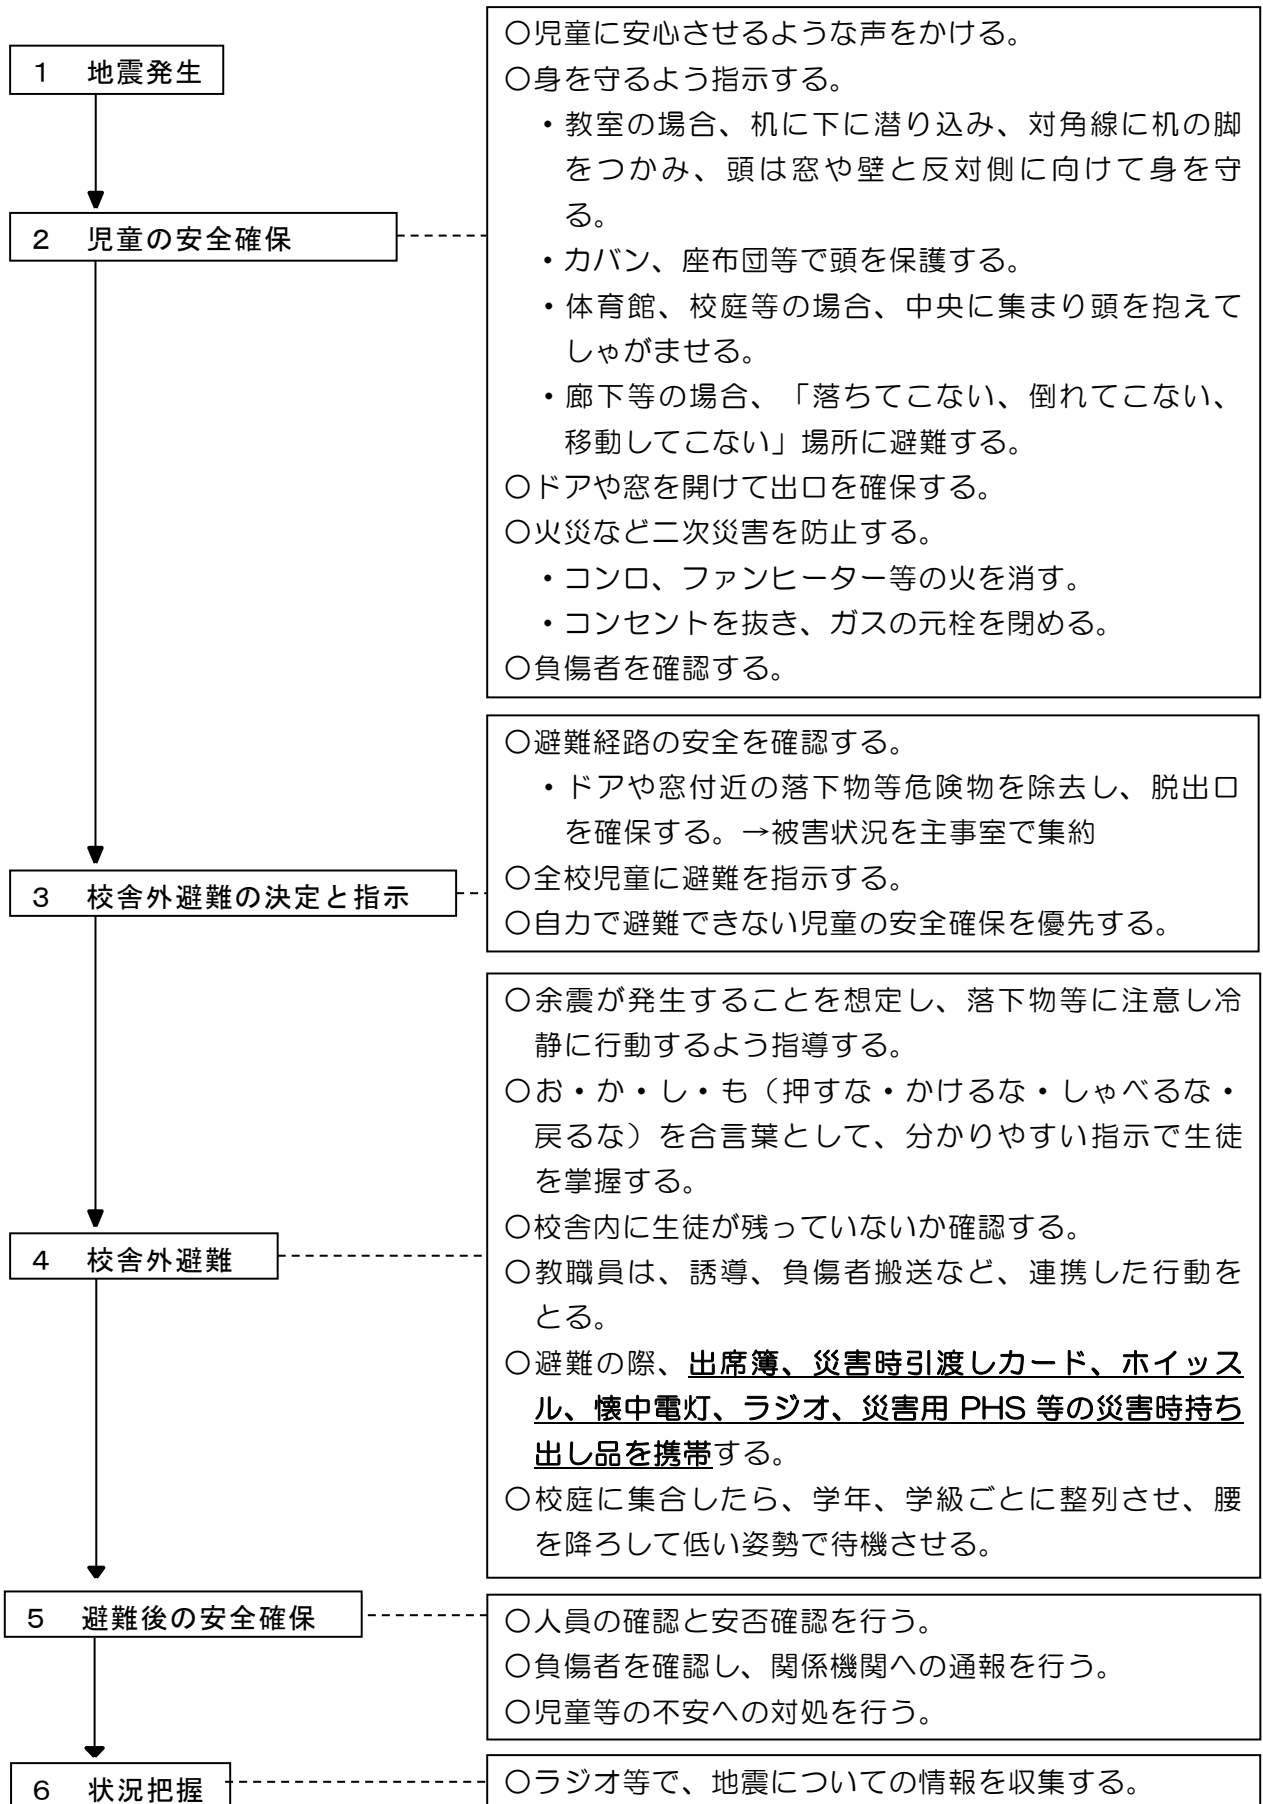 1 地震発生
2 児童の安全確保
○児童に安心させるような声をかける。
○身を守るよう指示する。
・教室の場合、机に下に潜り込み、対角線に机の脚
をつかみ、頭は窓や壁と反対側に向けて身を守
る。
・カバン、座布団等で頭を保護する。
・体育館、校庭等の場合、中央に集まり頭を抱えて
しゃがませる。
・廊下等の場合、「落ちてこない、倒れてこない、
移動してこない」場所に避難する。
○ドアや窓を開けて出口を確保する。
○火災など二次災害を防止する。
・コンロ、ファンヒーター等の火を消す。
・コンセントを抜き、ガスの元栓を閉める。
○負傷者を確認する。
3 校舎外避難の決定と指示
○避難経路の安全を確認する。
・ドアや窓付近の落下物等危険物を除去し、脱出口
を確保する。→被害状況を主事室で集約
○全校児童に避難を指示する。
○自力で避難できない児童の安全確保を優先する。
4 校舎外避難
○余震が発生することを想定し、落下物等に注意し冷
静に行動するよう指導する。
○お・か・し・も（押すな・かけるな・しゃべるな・
戻るな）を合言葉として、分かりやすい指示で生徒
を掌握する。
○校舎内に生徒が残っていないか確認する。
○教職員は、誘導、負傷者搬送など、連携した行動を
とる。
○避難の際、出席簿、災害時引渡しカード、ホイッス
ル、懐中電灯、ラジオ、災害用 PHS 等の災害時持ち
出し品を携帯する。
○校庭に集合したら、学年、学級ごとに整列させ、腰
を降ろして低い姿勢で待機させる。
5 避難後の安全確保
○人員の確認と安否確認を行う。
○負傷者を確認し、関係機関への通報を行う。
○児童等の不安への対処を行う。
6 状況把握
○ラジオ等で、地震についての情報を収集する。